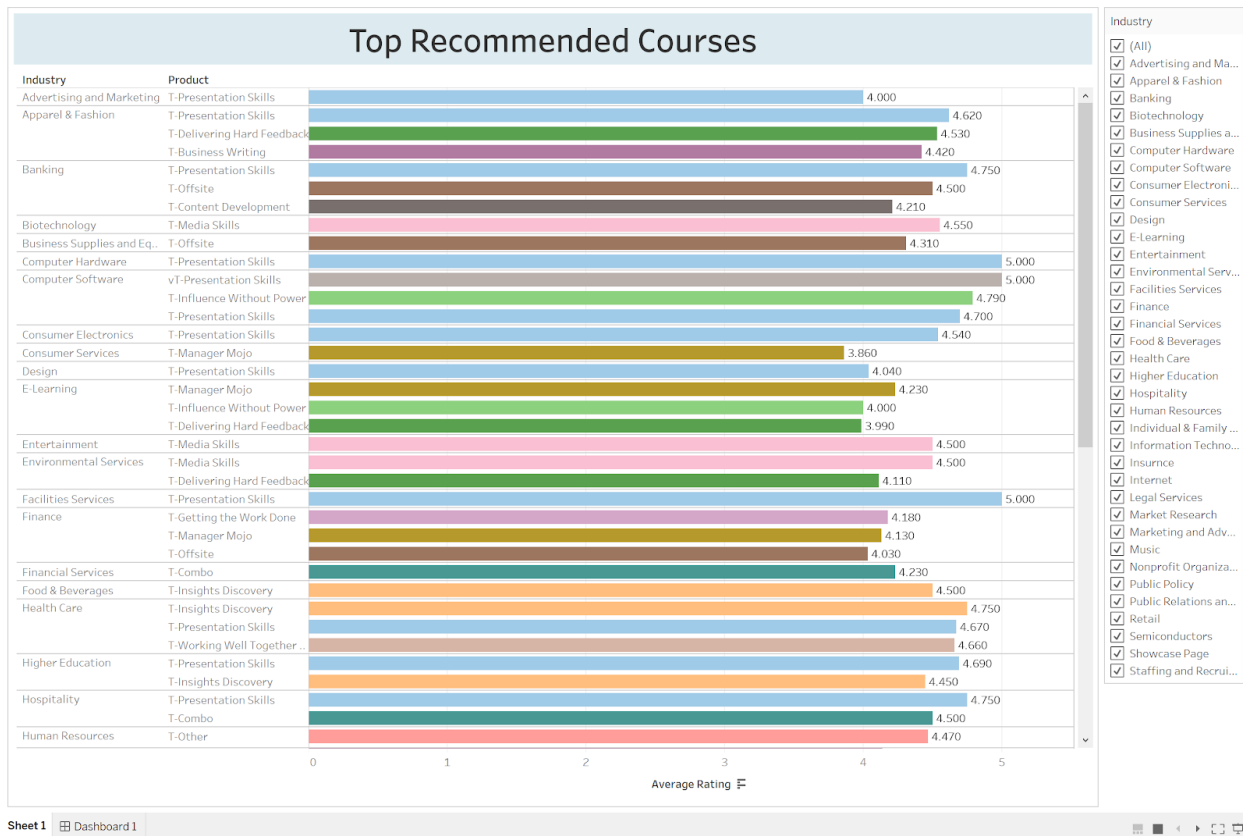 Top Recommended Courses
Industry Product
Advertising and Marketing T-Presentation Skills 4.000
Apparel & Fashion T-Presentation Skills 4.620
T-Delivering Hard Feedback 4.530
T-Business Writing 4.420
Banking T-Presentation Skills 4.750
T-Offsite 4.500
T-Content Development 4.210
Biotechnology T-Media Skills 4.550
Business Supplies and Eq.. T-Offsite 4.310
Computer Hardware T-Presentation Skills 5.000
Computer Software vT-Presentation Skills 5.000
T-Influence Without Power 4.790
T-Presentation Skills 4.700
Consumer Electronics T-Presentation Skills 4.540
Consumer Services T-Manager Mojo 3.860
Design T-Presentation Skills 4.040
E-Learning T-Manager Mojo 4.230
T-Influence Without Power 4.000
T-Delivering Hard Feedback 3.990
Entertainment T-Media Skills 4.500
Environmental Services T-Media Skills 4.500
T-Delivering Hard Feedback 4.110
Facilities Services T-Presentation Skills 5.000
Finance T-Getting the Work Done 4.180
T-Manager Mojo 4.130
T-Offsite 4.030
Financial Services T-Combo 4.230
Food & Beverages T-Insights Discovery 4.500
Health Care T-Insights Discovery 4.750
T-Presentation Skills 4.670
T-Working Well Together .. 4.660
Higher Education T-Presentation Skills 4.690
T-Insights Discovery 4.450
Hospitality T-Presentation Skills 4.750
T-Combo 4.500
Human Resources T-Other 4.470
0 1 2 3 4 5
Average Rating
Industry
(All)
Advertising and Ma...
Apparel & Fashion
Banking
Biotechnology
Business Supplies a...
Computer Hardware
Computer Software
Consumer Electroni...
Consumer Services
Design
E-Learning
Entertainment
Environmental Serv...
Facilities Services
Finance
Financial Services
Food & Beverages
Health Care
Higher Education
Hospitality
Human Resources
Individual & Family ...
Information Techno...
Insurnce
Internet
Legal Services
Market Research
Marketing and Adv...
Music
Nonprofit Organiza...
Public Policy
Public Relations an...
Retail
Semiconductors
Showcase Page
Staffing and Recrui...
Sheet 1 Dashboard 1